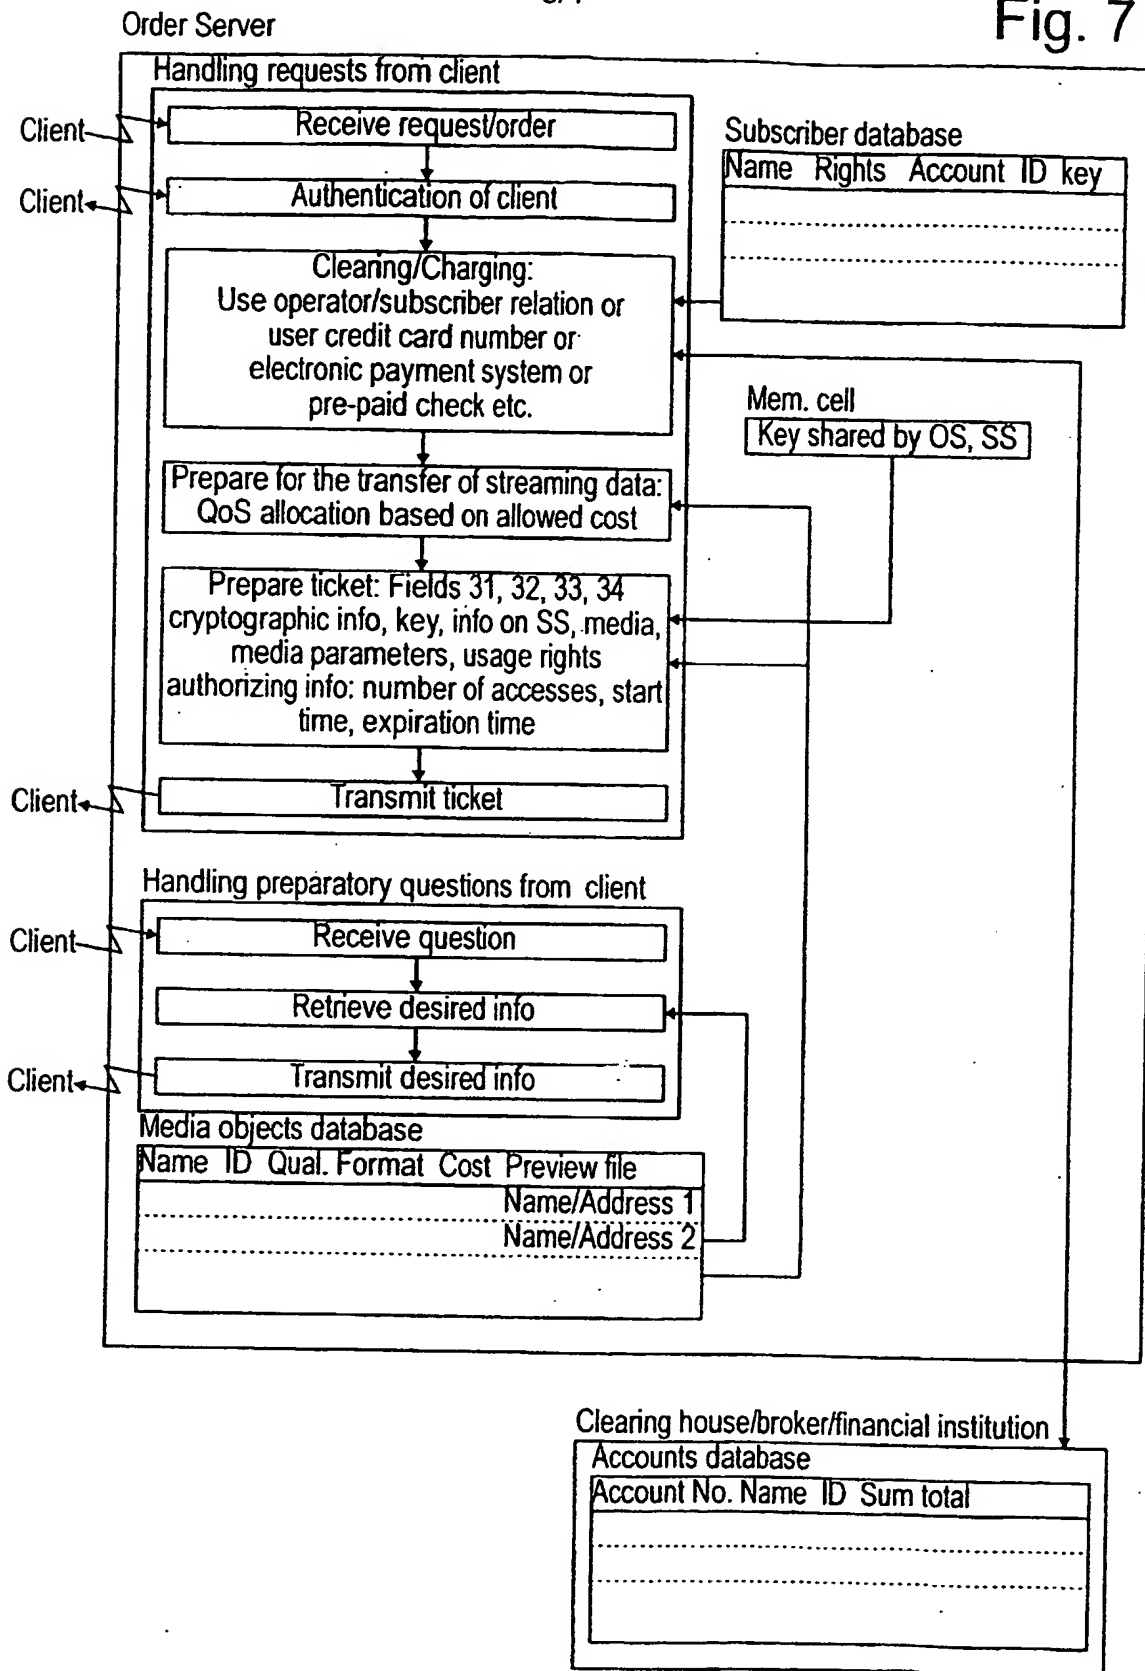 Fig. 7
Order Server
Handling requests from client
Client
Receive request/order
Client
Authentication of client
Clearing/Charging:
Use operator/subscriber relation or
user credit card number or
electronic payment system or
pre-paid check etc.
Subscriber database
Name Rights Account ID key
Mem. cell
Key shared by OS, SS
Prepare for the transfer of streaming data:
QoS allocation based on allowed cost
Prepare ticket: Fields 31, 32, 33, 34
cryptographic info, key, info on SS, media,
media parameters, usage rights
authorizing info: number of accesses, start
time, expiration time
Client
Transmit ticket
Handling preparatory questions from client
Client
Receive question
Retrieve desired info
Client
Transmit desired info
Media objects database
Name ID Qual. Format Cost Preview file
Name/Address 1
Name/Address 2
Clearing house/broker/financial institution
Accounts database
Account No. Name ID Sum total